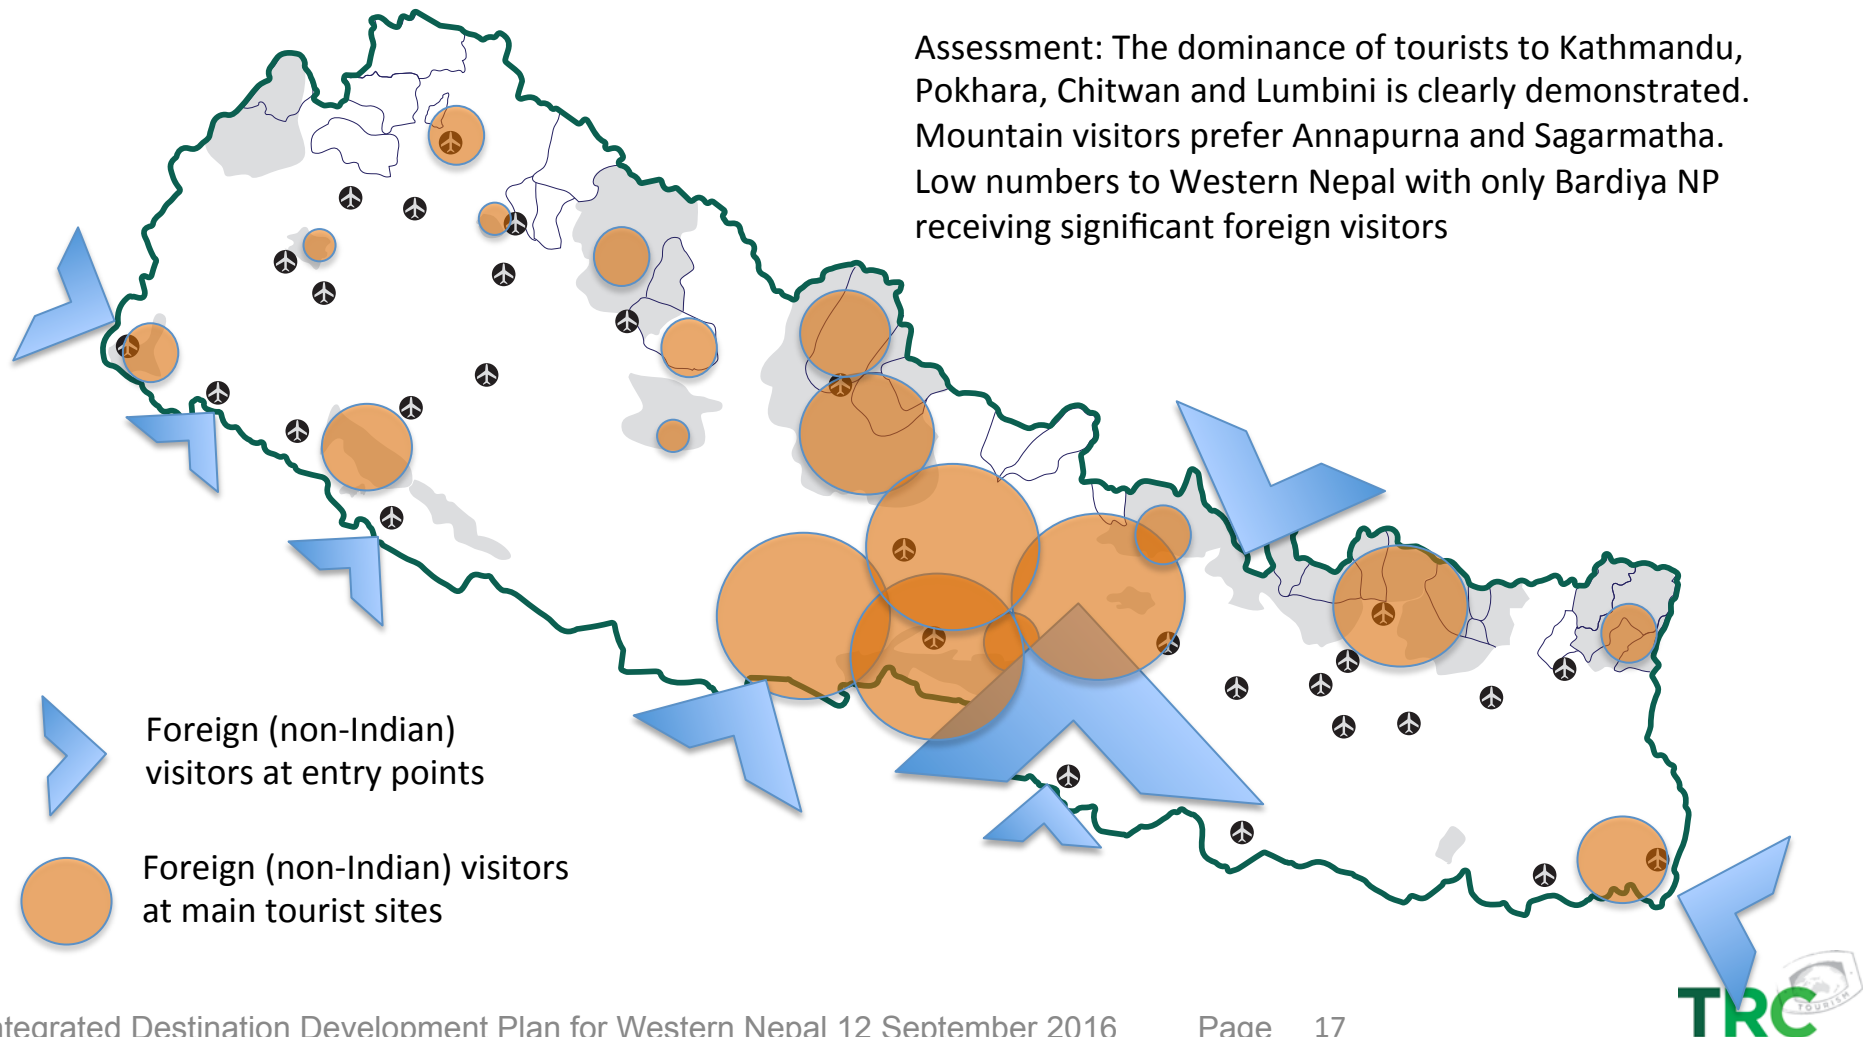 Assessment: The dominance of tourists to Kathmandu,
Pokhara, Chitwan and Lumbini is clearly demonstrated.
Mountain visitors prefer Annapurna and Sagarmatha.
Low numbers to Western Nepal with only Bardiya NP
receiving significant foreign visitors
Foreign (non-Indian)
visitors at entry points
Foreign (non-Indian) visitors
at main tourist sites
ntegrated Destination Development Plan for Western Nepal 12 September 2016 Page 17
TRC
TOURISM